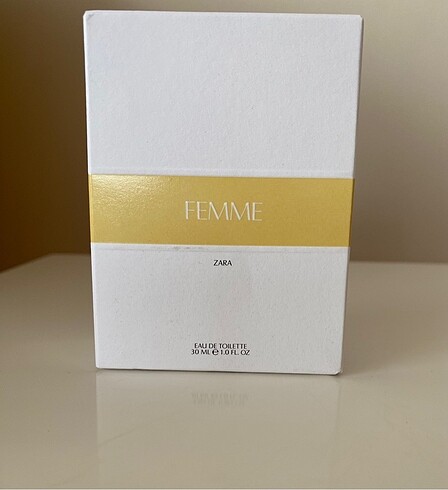 FEMME
ZARA
EAU DE TOILETTE
30 ML ℮ 1.0 FL. OZ